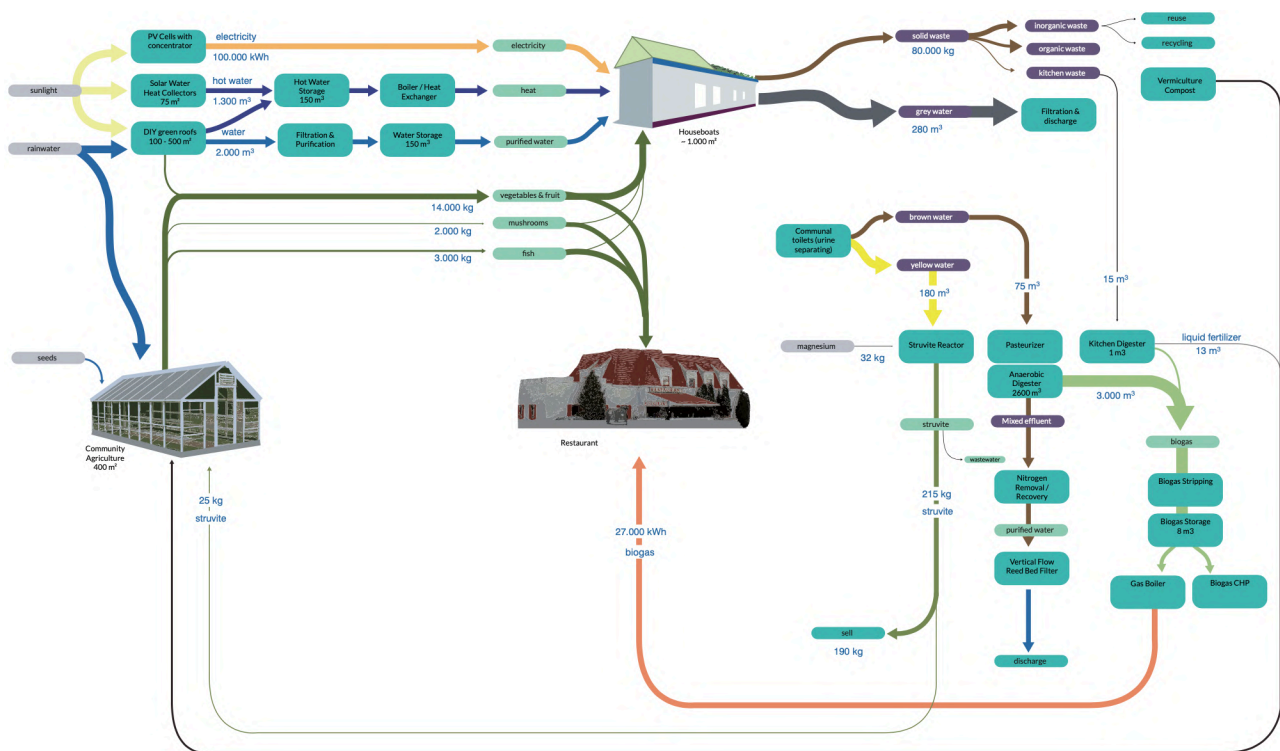 PV Cells with
concentrator
electricity
100.000 kWh
electricity
sunlight
Solar Water
Heat Collectors
75 m²
hot water
1.300 m³
Hot Water
Storage
150 m³
Boiler / Heat
Exchanger
heat
DIY green roofs
100 - 500 m²
water
2.000 m³
Filtration &
Purification
Water Storage
150 m³
purified water
rainwater
Houseboats
~ 1.000 m²
solid waste
80.000 kg
inorganic waste
reuse
organic waste
recycling
kitchen waste
Vermiculture
Compost
grey water
280 m³
Filtration &
discharge
vegetables & fruit
14.000 kg
mushrooms
2.000 kg
fish
3.000 kg
Communal
toilets (urine
separating)
brown water
yellow water
180 m³
75 m³
15 m³
seeds
magnesium
32 kg
Struvite Reactor
Pasteurizer
Kitchen Digester
1 m3
liquid fertilizer
13 m³
Anaerobic
Digester
2600 m³
3.000 m³
Community
Agriculture
400 m²
Restaurant
struvite
Mixed effluent
biogas
wastewater
25 kg
struvite
215 kg
struvite
Nitrogen
Removal /
Recovery
Biogas Stripping
27.000 kWh
biogas
purified water
Biogas Storage
8 m3
Vertical Flow
Reed Bed Filter
Gas Boiler
Biogas CHP
sell
190 kg
discharge